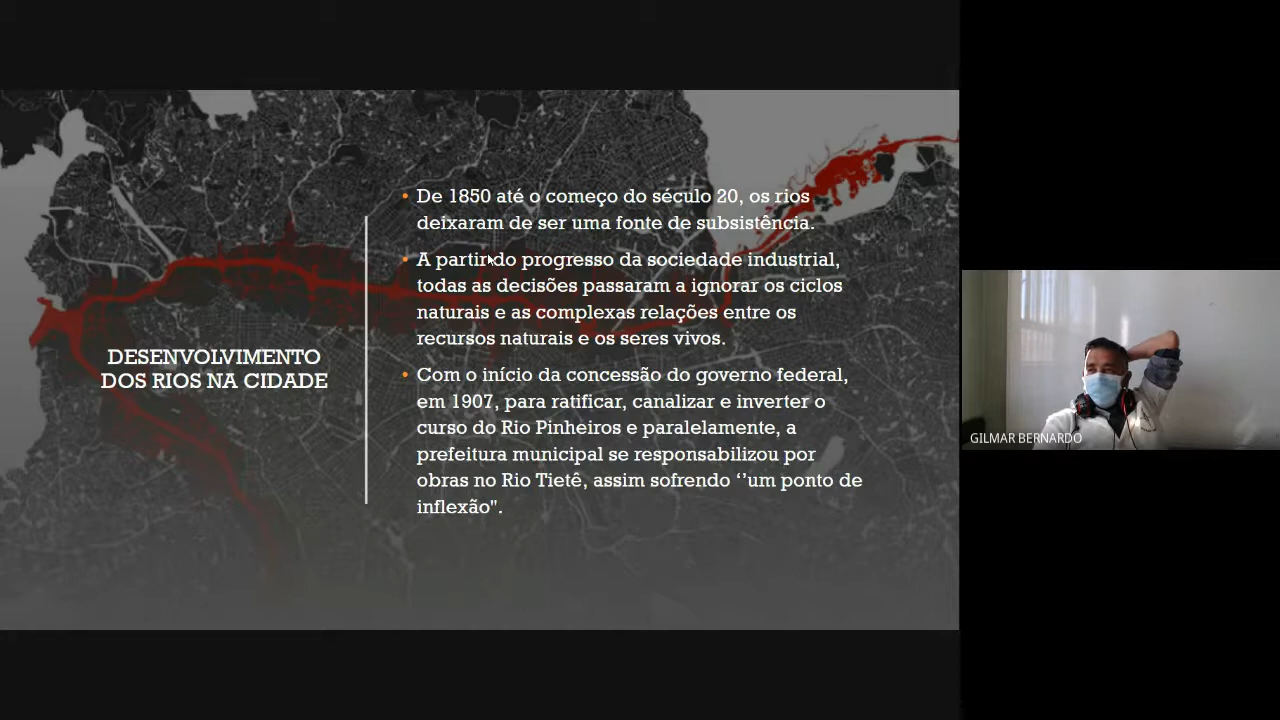 DESENVOLVIMENTO
DOS RIOS NA CIDADE
• De 1850 até o começo do século 20, os rios
deixaram de ser uma fonte de subsistência.
• A partir do progresso da sociedade industrial,
todas as decisões passaram a ignorar os ciclos
naturais e as complexas relações entre os
recursos naturais e os seres vivos.
• Com o início da concessão do governo federal,
em 1907, para ratificar, canalizar e inverter o
curso do Rio Pinheiros e paralelamente, a
prefeitura municipal se responsabilizou por
obras no Rio Tietê, assim sofrendo ‘’um ponto de
inflexão".
GILMAR BERNARDO